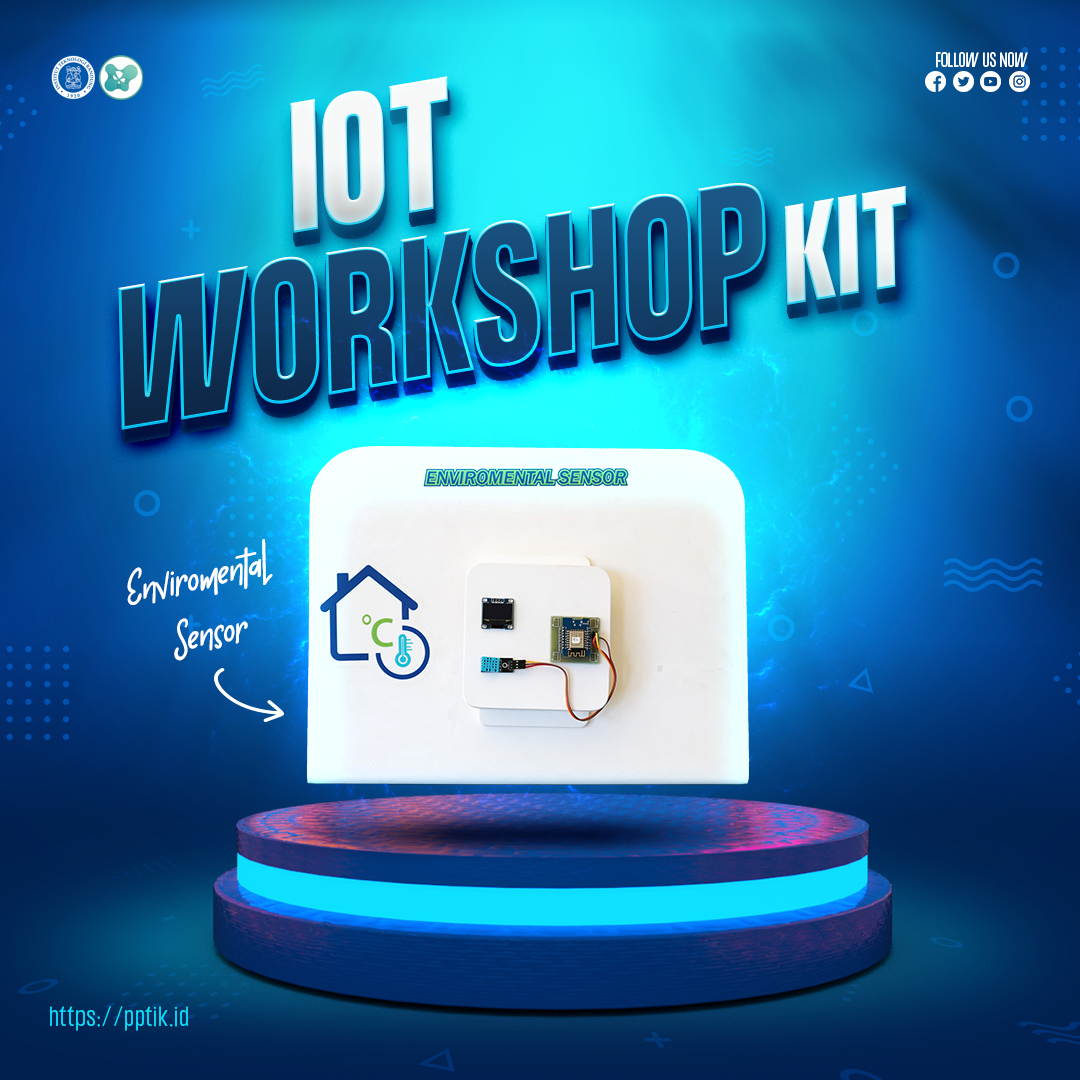 FOLLOW US NOW
IOT
WORKSHOP KIT
ENVIROMENTAL SENSOR
°C
Enviromental
Sensor
https://pptik.id